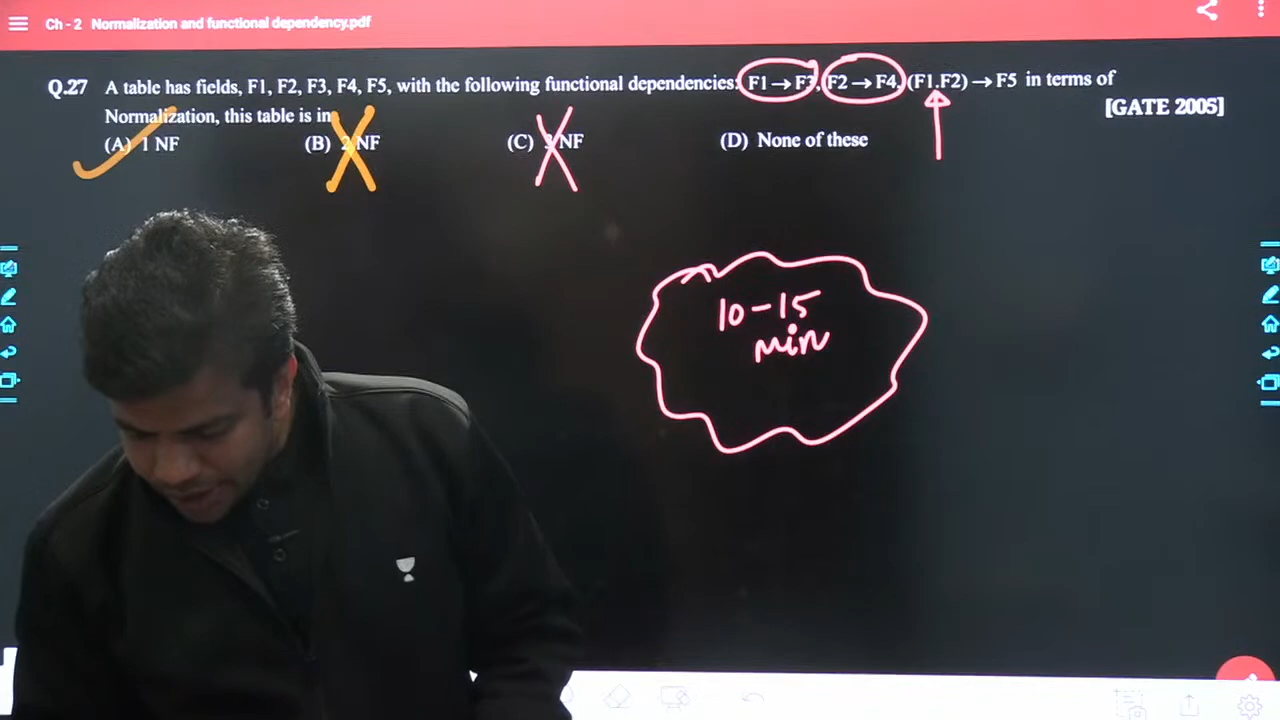 Ch - 2 Normalization and functional dependency.pdf
Q.27 A table has fields, F1, F2, F3, F4, F5, with the following functional dependencies: F1 → F3, F2 → F4, (F1.F2) → F5 in terms of
Normalization, this table is in
[GATE 2005]
(A) 1 NF (B) 2 NF (C) 3 NF (D) None of these
10-15
min